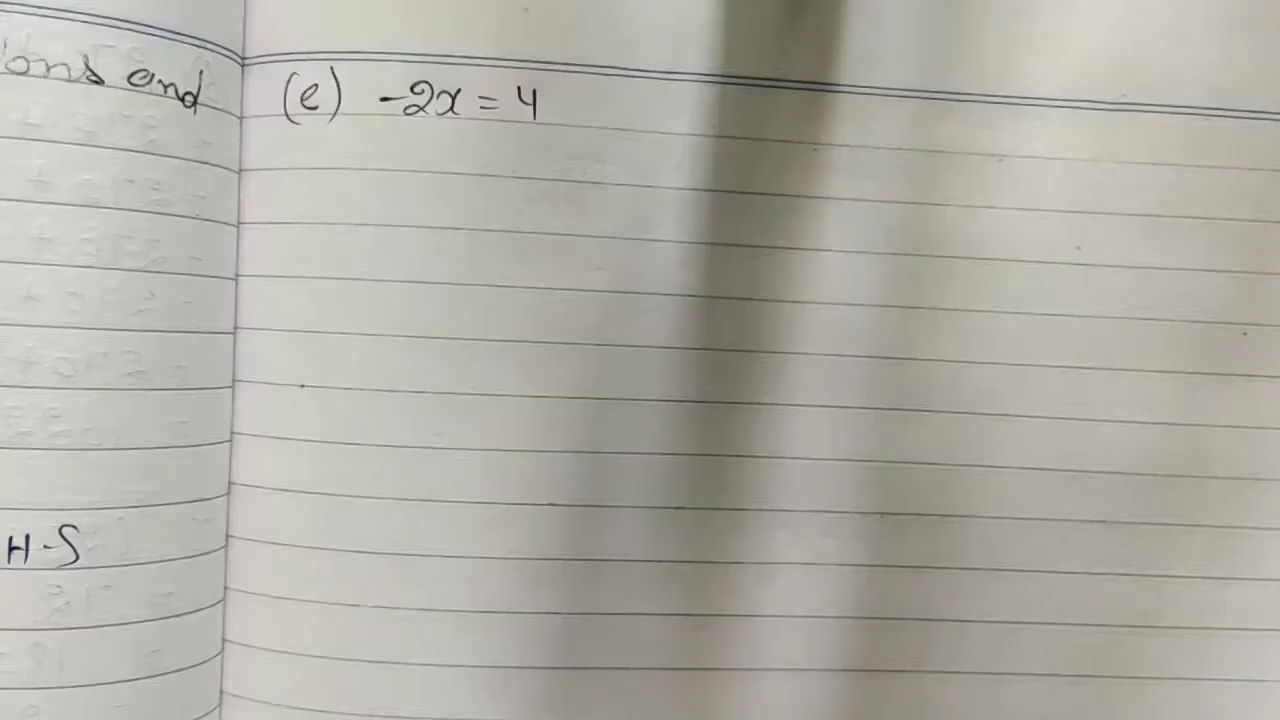 ons and
(e) -2x = 4
H-S